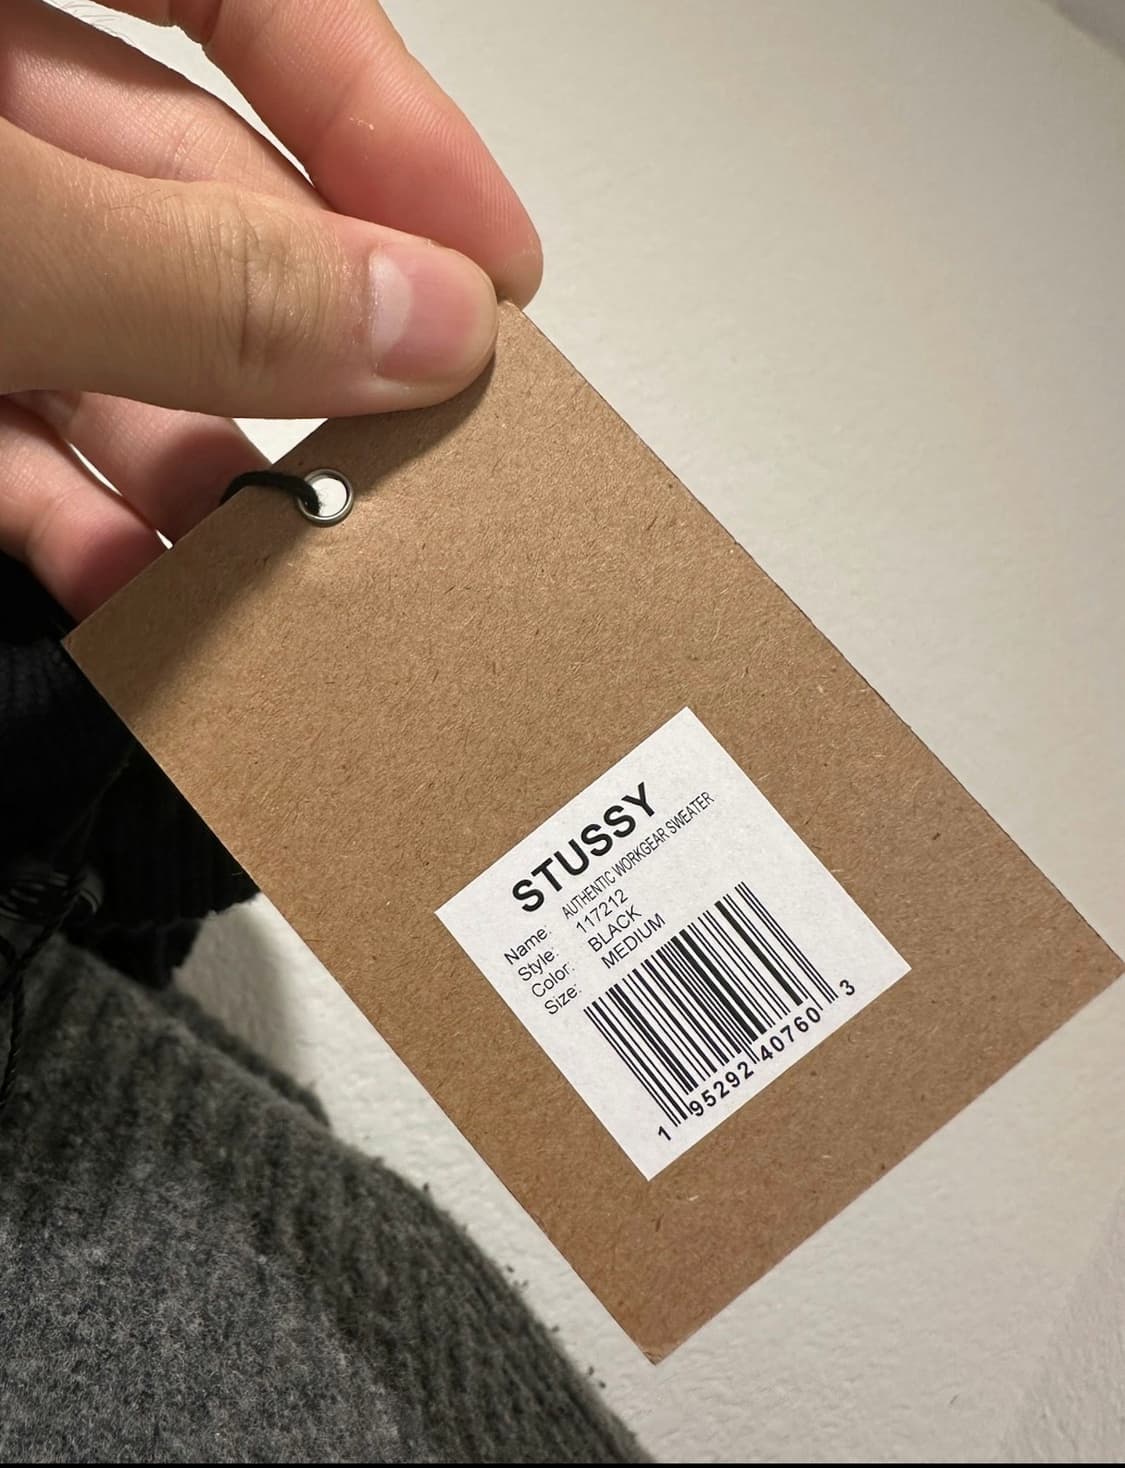 STUSSY
Name: AUTHENTIC WORKGEAR SWEATER
Style: 117212
Color: BLACK
Size: MEDIUM
1 95292 40760 3